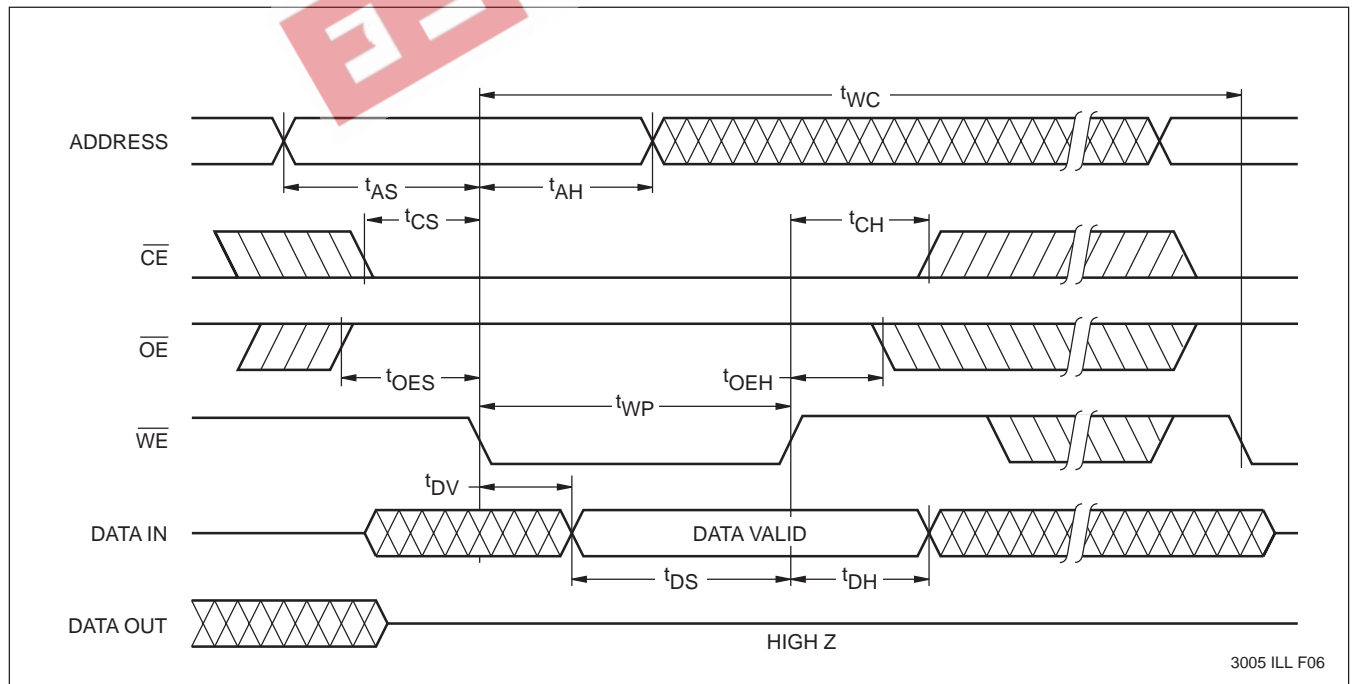 tWC
ADDRESS
tAS
tAH
tCS
tCH
CE
OE
tOES
tOEH
tWP
WE
tDV
DATA IN
DATA VALID
tDS
tDH
DATA OUT
HIGH Z
3005 ILL F06